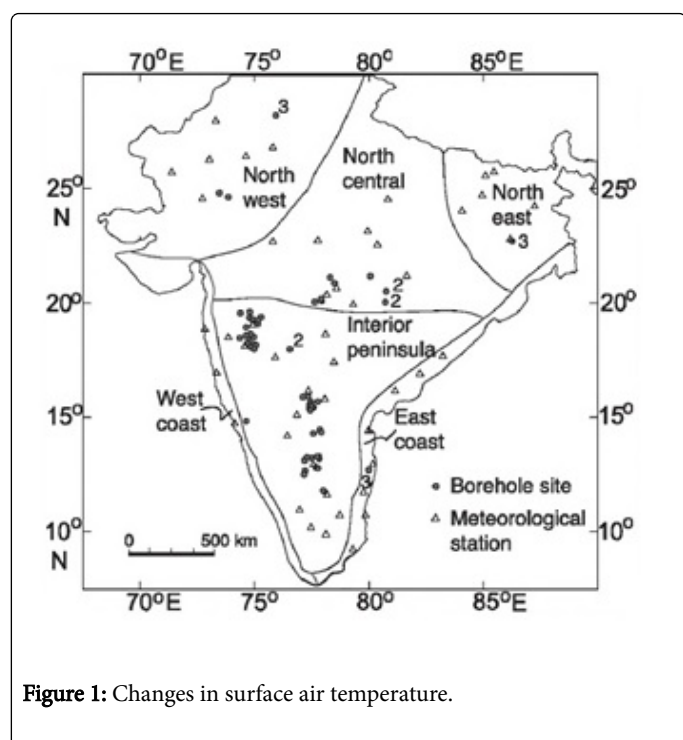 70°E 75° 80° 85°E
3
North west
North central
North east
25° N
25°
3
2
2
20°
20°
Interior peninsula
2
West coast
East coast
15°
15°
3
Borehole site
Meteorological station
10° N
10°
0 500 km
70°E 75° 80° 85°E
Figure 1: Changes in surface air temperature.